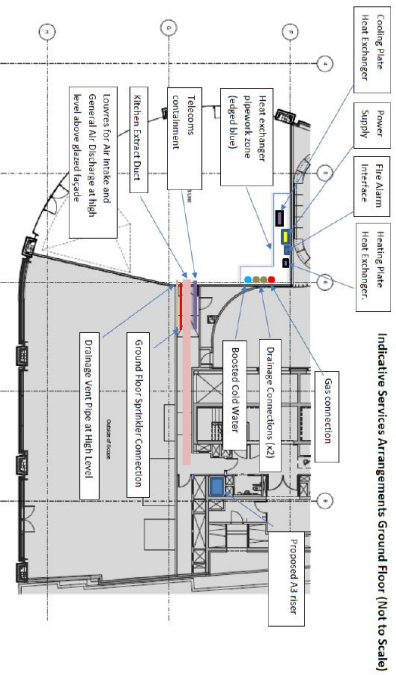 Indicative Services Arrangements Ground Floor (Not to Scale)
Cooling Plate
Heat Exchanger
Power
Supply
Fire Alarm
Interface
Heating Plate
Heat Exchanger.
Gas connection
Drainage Connections (x2)
Boosted Cold Water
Proposed A3 riser
Heat exchanger
pipework zone
(edged blue)
Telecoms
containment
Kitchen Extract Duct
Louvres for Air Intake and
General Air Discharge at high
level above glazed façade
Ground Floor Sprinkler Connection
Drainage Vent Pipe at High Level
Outside of Scope
F
G
H